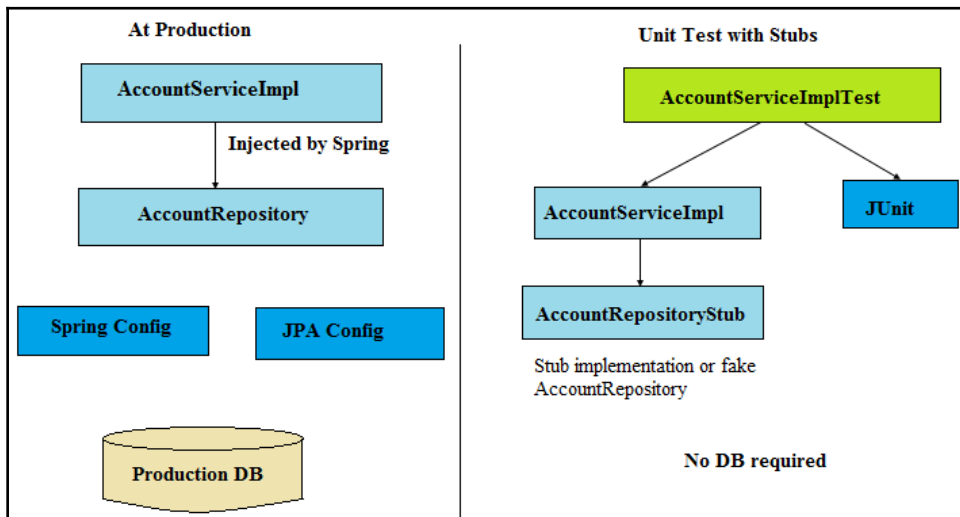 At Production
AccountServiceImpl
Injected by Spring
AccountRepository
Spring Config
JPA Config
Production DB
Unit Test with Stubs
AccountServiceImplTest
AccountServiceImpl
JUnit
AccountRepositoryStub
Stub implementation or fake
AccountRepository
No DB required